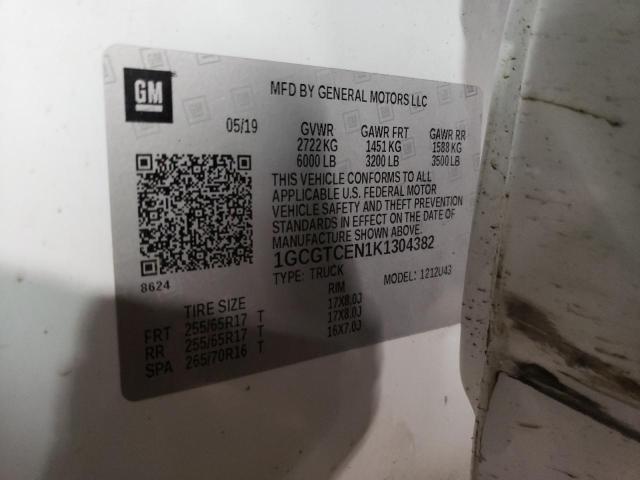 GM
MFD BY GENERAL MOTORS LLC
05/19
GVWR GAWR FRT GAWR RR
2722 KG 1451 KG 1588 KG
6000 LB 3200 LB 3500 LB
THIS VEHICLE CONFORMS TO ALL
APPLICABLE U.S. FEDERAL MOTOR
VEHICLE SAFETY AND THEFT PREVENTION
STANDARDS IN EFFECT ON THE DATE OF
MANUFACTURE SHOWN ABOVE.
1GCGTCEN1K1304382
8624
TYPE: TRUCK MODEL: 1212U43
TIRE SIZE RIM
FRT 255/65R17 T 17X8.0J
RR 255/65R17 T 17X8.0J
SPA 265/70R16 T 16X7.0J